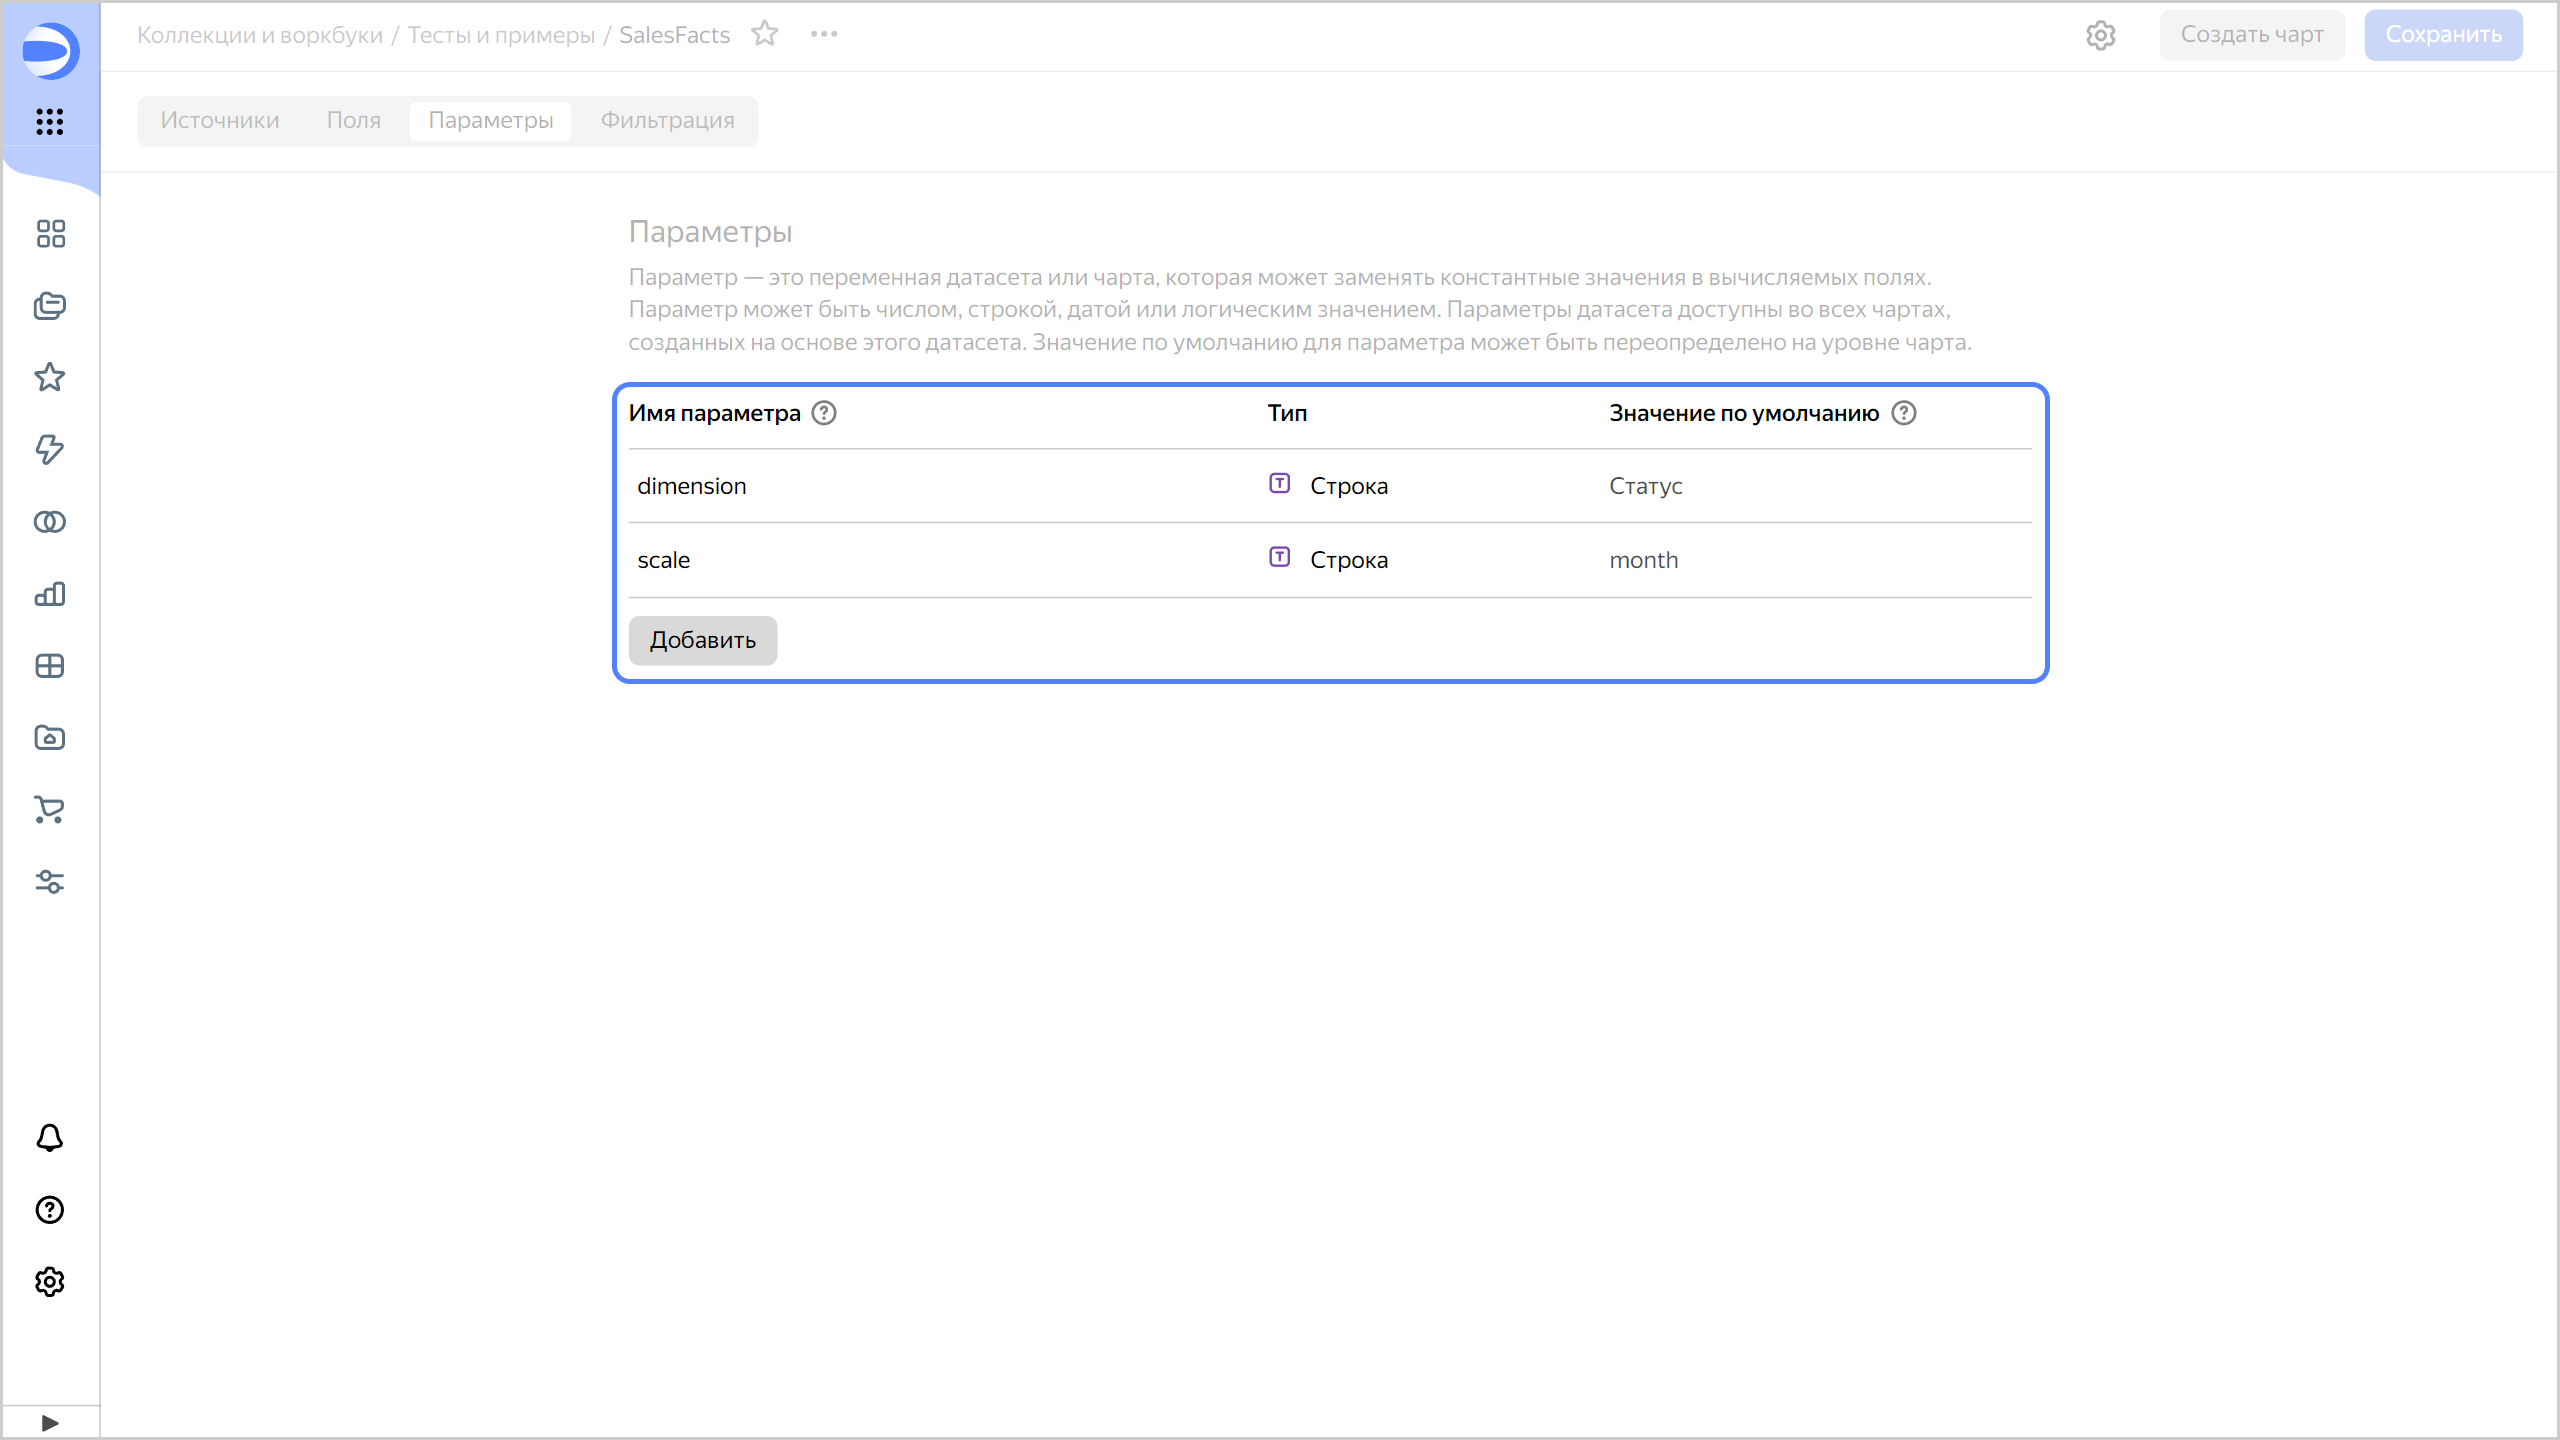 Коллекции и воркбуки / Тесты и примеры / SalesFacts
Создать чарт
Сохранить
Источники Поля Параметры Фильтрация
Параметры
Параметр — это переменная датасета или чарта, которая может заменять константные значения в вычисляемых полях.
Параметр может быть числом, строкой, датой или логическим значением. Параметры датасета доступны во всех чартах,
созданных на основе этого датасета. Значение по умолчанию для параметра может быть переопределено на уровне чарта.
Имя параметра Тип Значение по умолчанию
dimension Строка Статус
scale Строка month
Добавить